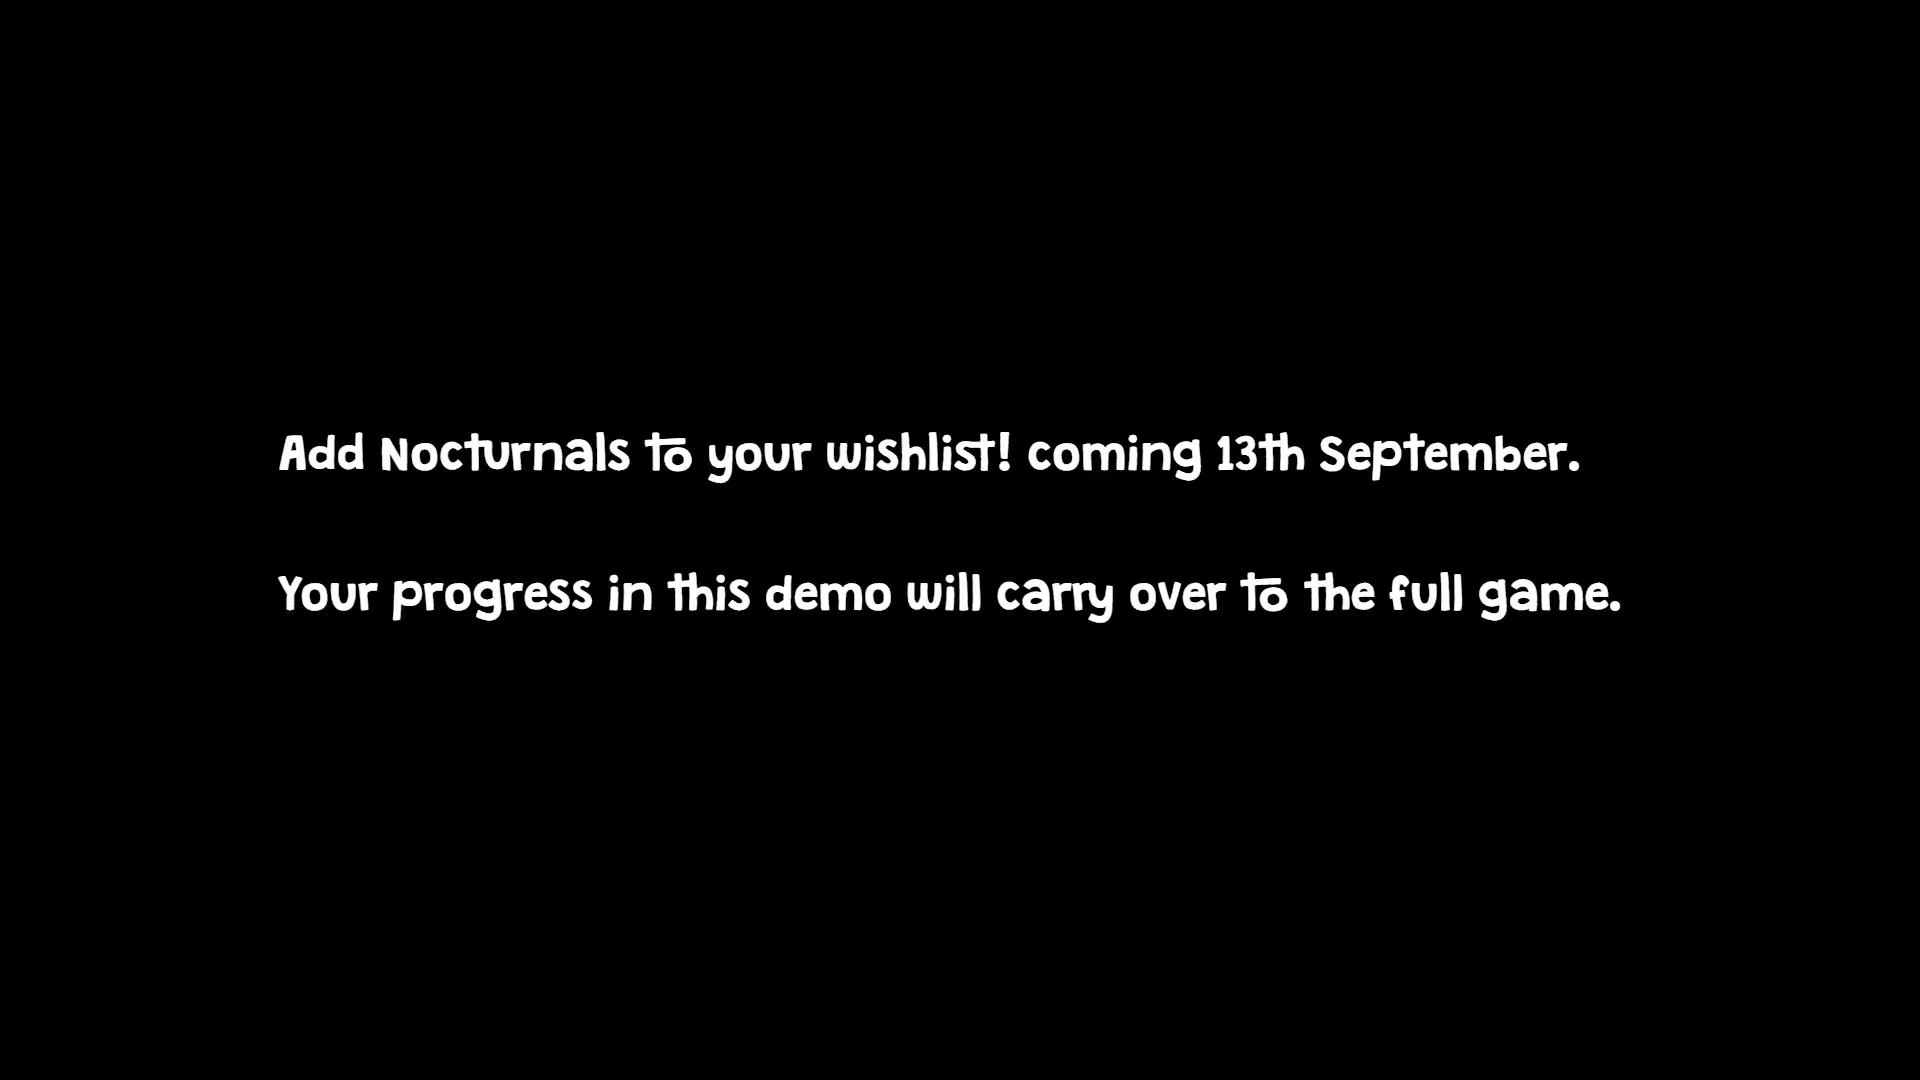 Add Nocturnals to your wishlist! coming 13th September.
Your progress in this demo will carry over to the full game.